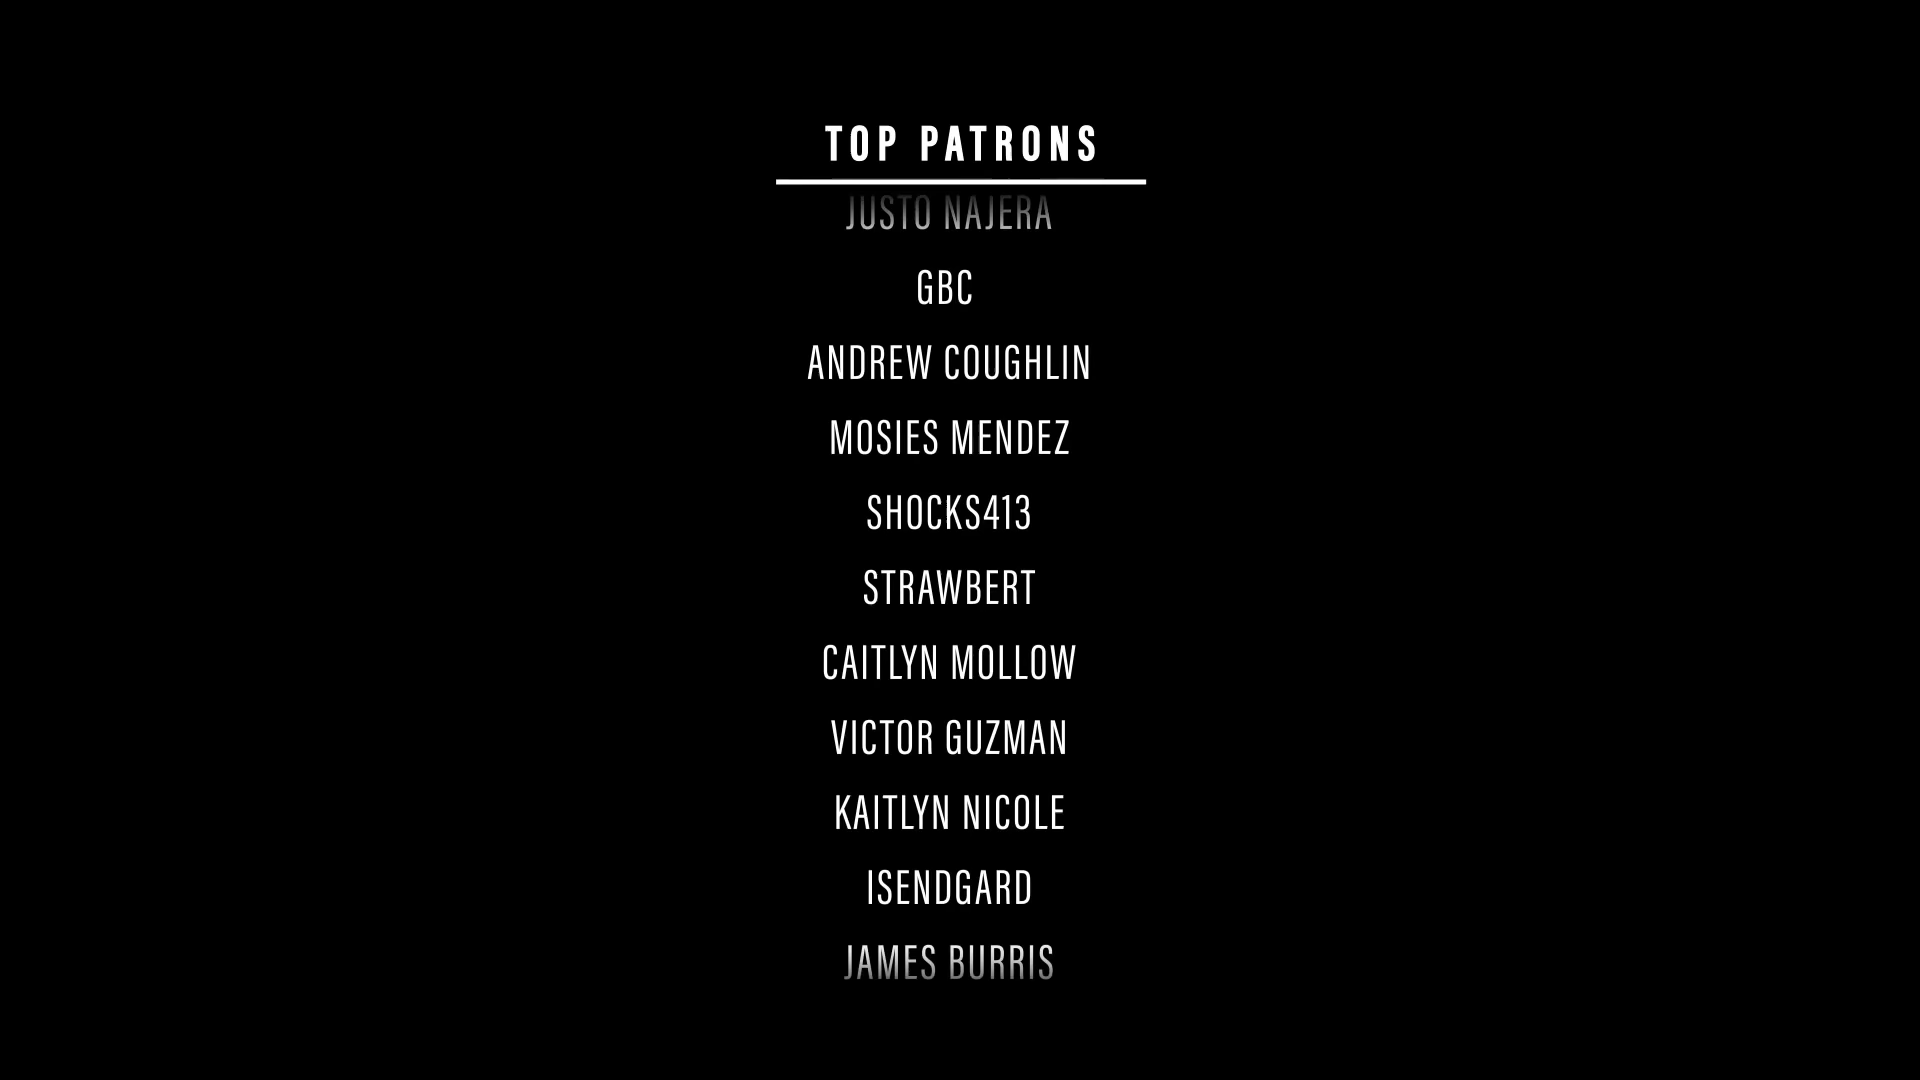 TOP PATRONS
JUSTO NAJERA
GBC
ANDREW COUGHLIN
MOSIES MENDEZ
SHOCKS413
STRAWBERT
CAITLYN MOLLOW
VICTOR GUZMAN
KAITLYN NICOLE
ISENDGARD
JAMES BURRIS